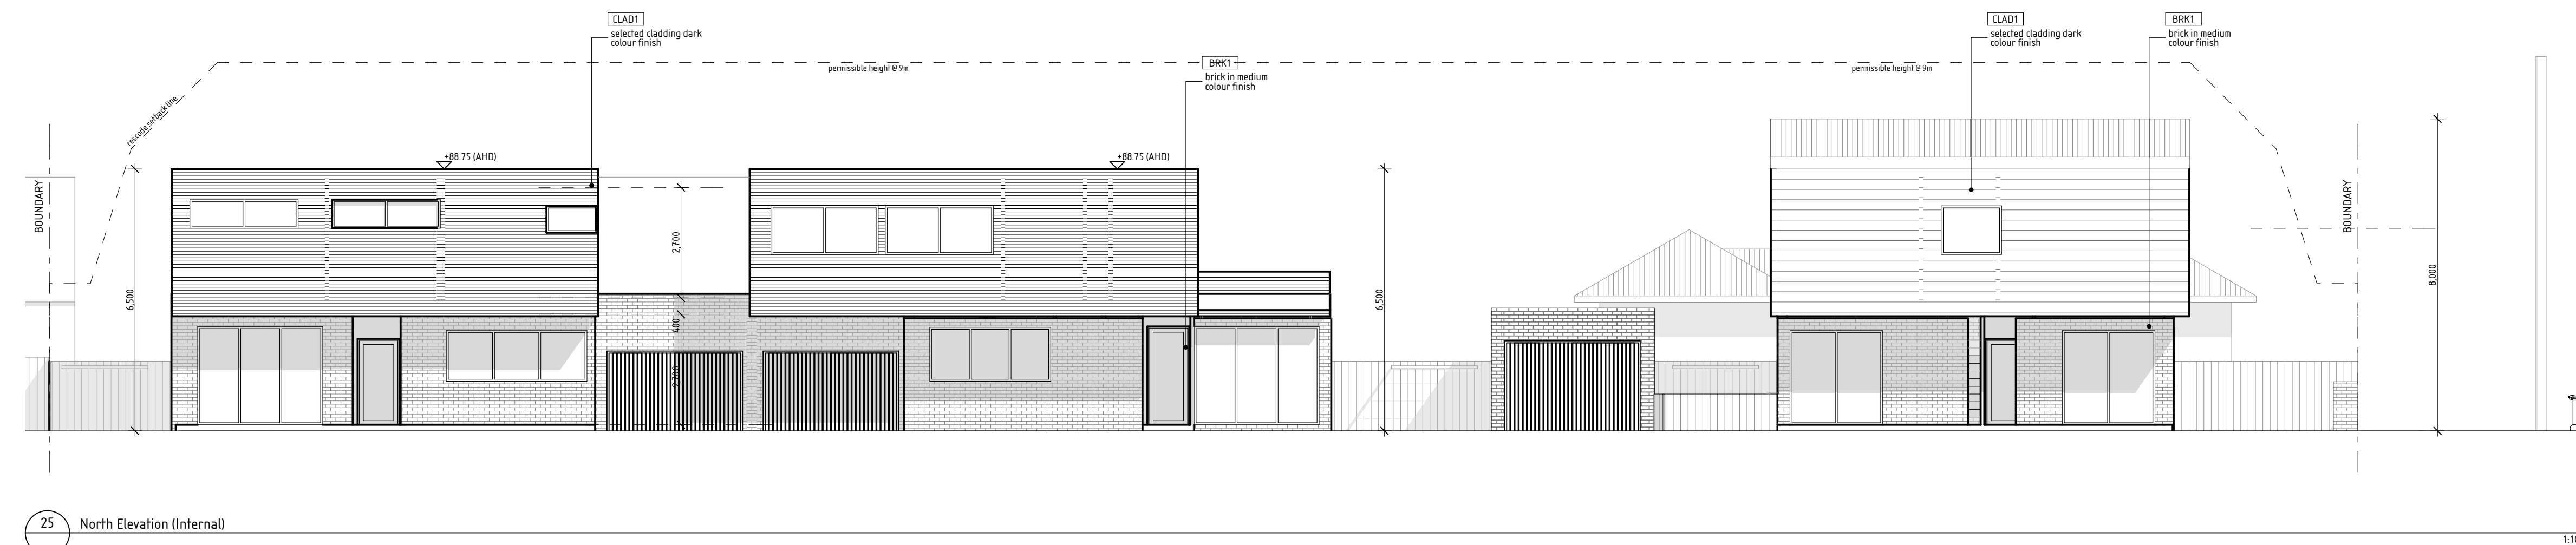 CLAD1
selected cladding dark
colour finish
CLAD1
selected cladding dark
colour finish
BRK1
brick in medium
colour finish
permissible height @ 9m
BRK1
brick in medium
colour finish
permissible height @ 9m
rescode setback line
+88.75 (AHD)
+88.75 (AHD)
BOUNDARY
BOUNDARY
2,700
6,500
6,500
8,000
400
2,700
25
North Elevation (Internal)